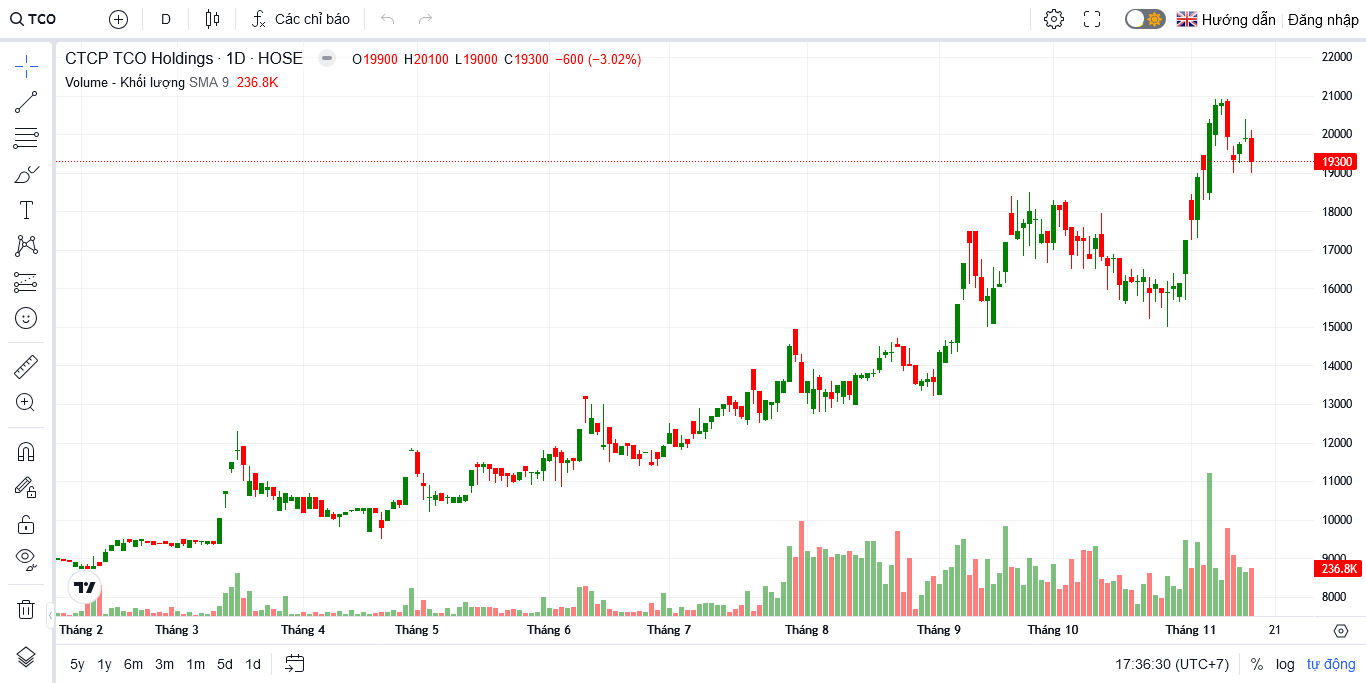 TCO D Các chỉ báo Hướng dẫn Đăng nhập
CTCP TCO Holdings · 1D · HOSE O19900 H20100 L19000 C19300 −600 (−3.02%)
Volume - Khối lượng SMA 9 236.8K
22000
21000
20000
19300
19000
18000
17000
16000
15000
14000
13000
12000
11000
10000
9000
236.8K
8000
Tháng 2 Tháng 3 Tháng 4 Tháng 5 Tháng 6 Tháng 7 Tháng 8 Tháng 9 Tháng 10 Tháng 11 21
5y 1y 6m 3m 1m 5d 1d 17:36:30 (UTC+7) % log tự động